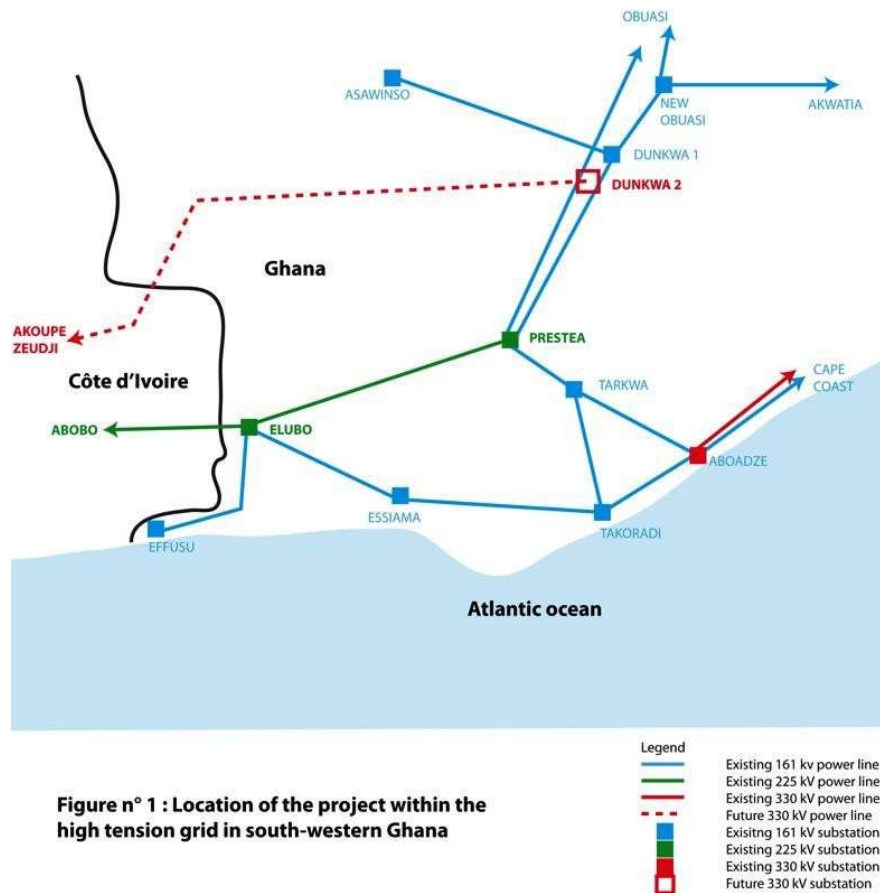 OBUASI
ASAWINSO
NEW
OBUASI
AKWATIA
DUNKWA 1
DUNKWA 2
Ghana
AKOUPE
ZEUDJI
PRESTEA
Côte d'Ivoire
TARKWA
CAPE
COAST
ABOBO
ELUBO
ABOADZE
ESSIAMA
TAKORADI
EFFUSU
Atlantic ocean
Legend
Existing 161 kv power line
Existing 225 kV power line
Existing 330 kV power line
Future 330 kV power line
Exisitng 161 kV substation
Existing 225 kV substation
Existing 330 kV substation
Future 330 kV substation
Figure n° 1 : Location of the project within the
high tension grid in south-western Ghana